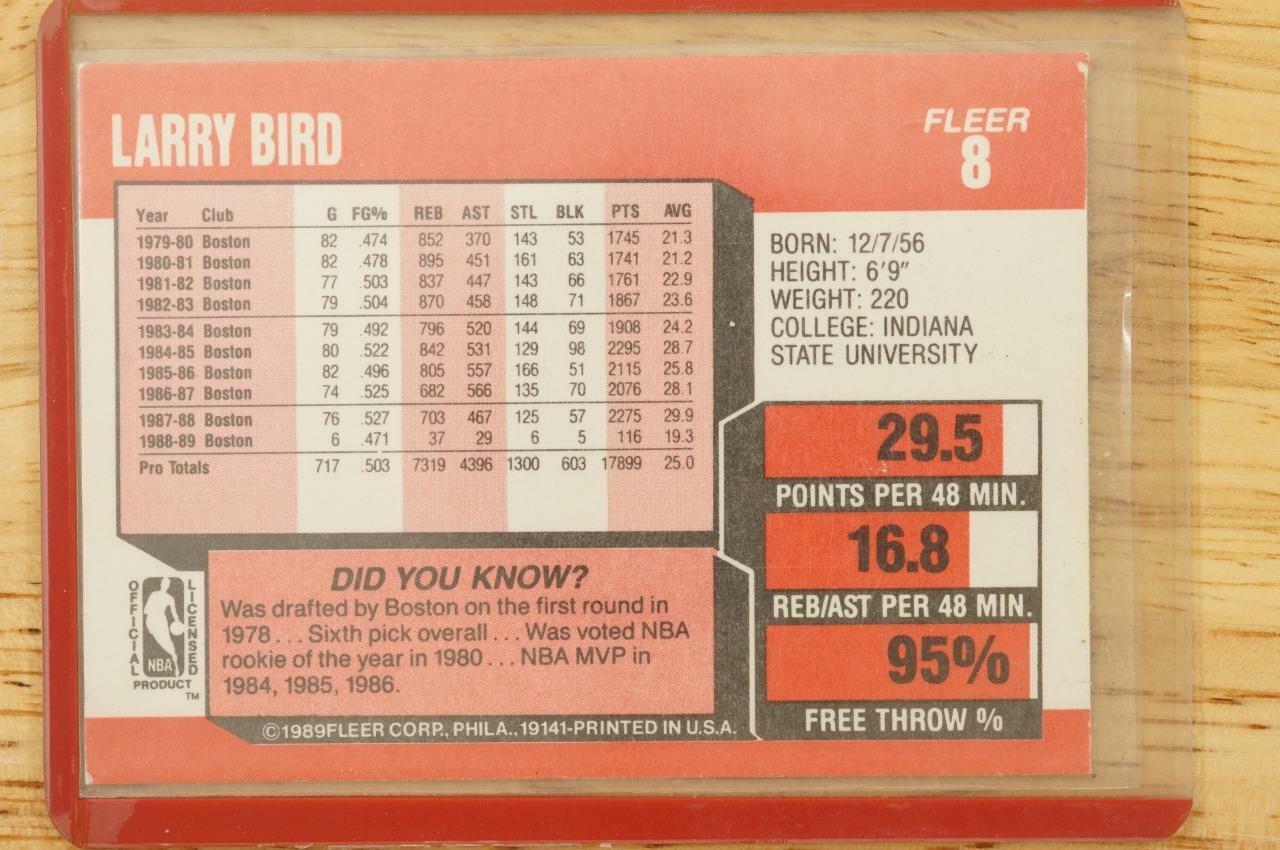 LARRY BIRD
FLEER
8
Year Club G FG% REB AST STL BLK PTS AVG
1979-80 Boston 82 .474 852 370 143 53 1745 21.3
1980-81 Boston 82 .478 895 451 161 63 1741 21.2
1981-82 Boston 77 .503 837 447 143 66 1761 22.9
1982-83 Boston 79 .504 870 458 148 71 1867 23.6
1983-84 Boston 79 .492 796 520 144 69 1908 24.2
1984-85 Boston 80 .522 842 531 129 98 2295 28.7
1985-86 Boston 82 .496 805 557 166 51 2115 25.8
1986-87 Boston 74 .525 682 566 135 70 2076 28.1
1987-88 Boston 76 .527 703 467 125 57 2275 29.9
1988-89 Boston 6 .471 37 29 6 5 116 19.3
Pro Totals 717 .503 7319 4396 1300 603 17899 25.0
BORN: 12/7/56
HEIGHT: 6'9"
WEIGHT: 220
COLLEGE: INDIANA
STATE UNIVERSITY
29.5
POINTS PER 48 MIN.
16.8
REB/AST PER 48 MIN.
95%
FREE THROW %
OFFICIAL
LICENSED
NBA
PRODUCT
TM
DID YOU KNOW?
Was drafted by Boston on the first round in
1978 . . . Sixth pick overall . . . Was voted NBA
rookie of the year in 1980 . . . NBA MVP in
1984, 1985, 1986.
©1989FLEER CORP., PHILA., 19141-PRINTED IN U.S.A.